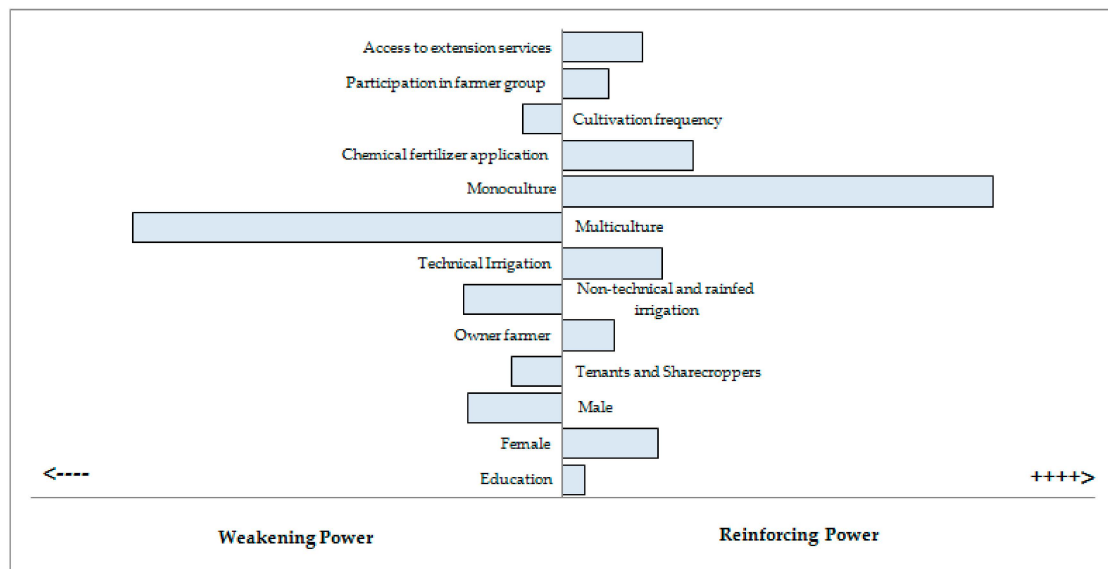 Access to extension services
Participation in farmer group
Cultivation frequency
Chemical fertilizer application
Monoculture
Multiculture
Technical Irrigation
Non-technical and rainfed
irrigation
Owner farmer
Tenants and Sharecroppers
Male
Female
Education
<---- ++++>
Weakening Power Reinforcing Power